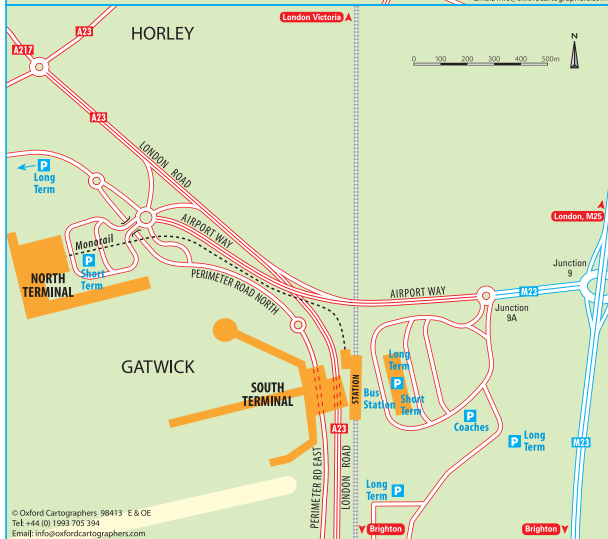 London Victoria
A23
HORLEY
N
A217
0 100 200 300 400 500m
A23
LONDON ROAD
P
Long
Term
London, M25
AIRPORT WAY
Monorail
P
Short
Term
NORTH
TERMINAL
PERIMETER ROAD NORTH
AIRPORT WAY
M23
Junction
9
Junction
9A
GATWICK
SOUTH
TERMINAL
STATION
Long
Term
P
Bus
Station
Short
Term
P
Coaches
A23
P
Long
Term
M23
PERIMETER RD EAST
LONDON ROAD
Long
Term
P
Brighton
Brighton
© Oxford Cartographers 98413 E & OE
Tel: +44 (0) 1993 705 394
Email: info@oxfordcartographers.com